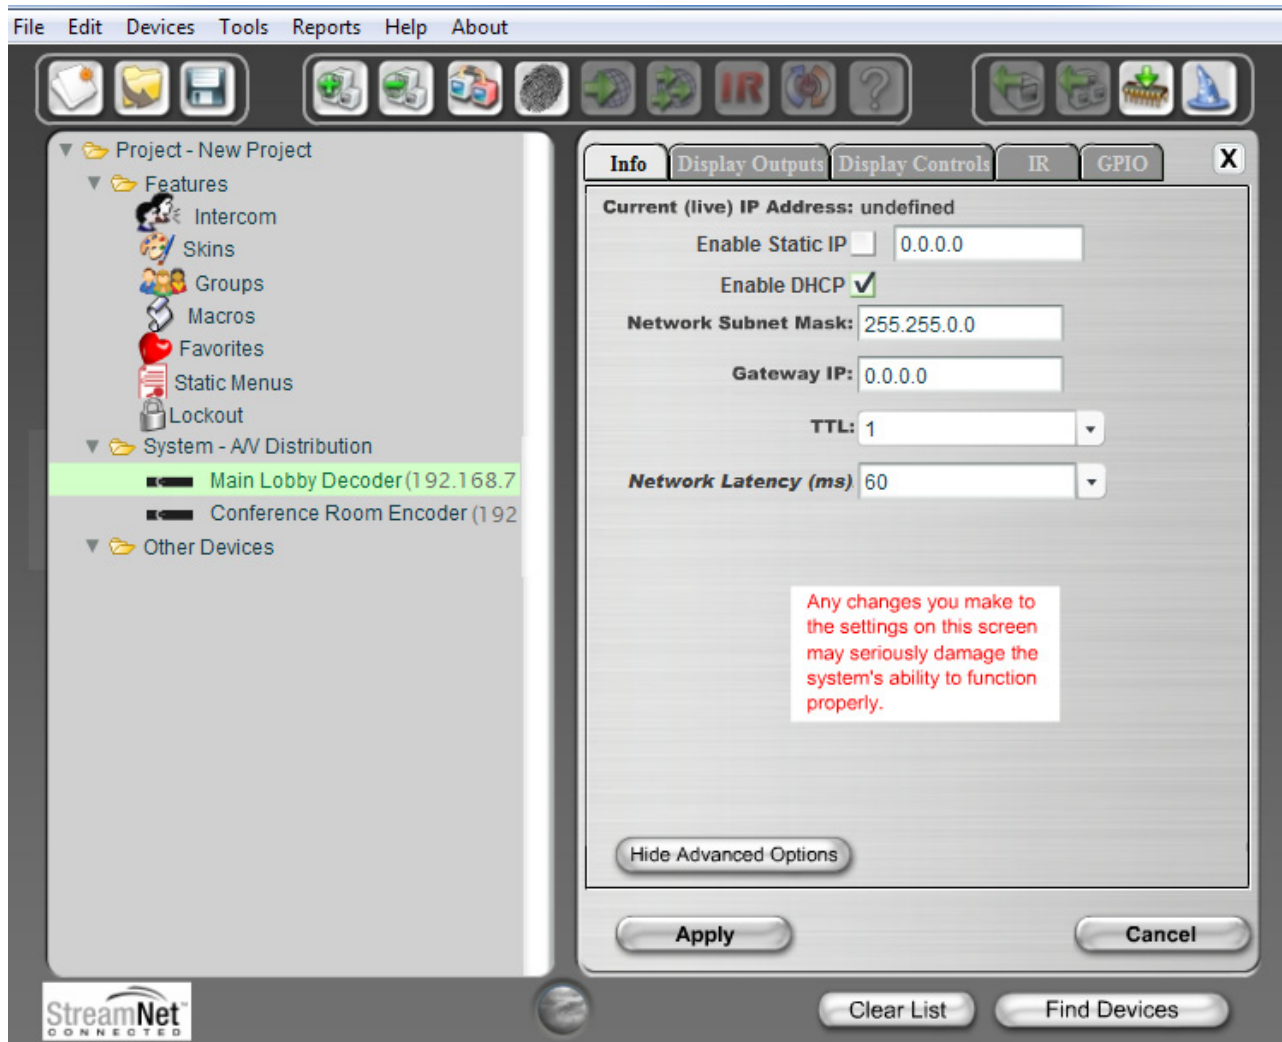 File Edit Devices Tools Reports Help About
IR
?
Project - New Project
Features
Intercom
Skins
Groups
Macros
Favorites
Static Menus
Lockout
System - A/V Distribution
Main Lobby Decoder (192.168.7
Conference Room Encoder (192
Other Devices
Info Display Outputs Display Controls IR GPIO X
Current (live) IP Address: undefined
Enable Static IP 0.0.0.0
Enable DHCP
Network Subnet Mask: 255.255.0.0
Gateway IP: 0.0.0.0
TTL: 1
Network Latency (ms) 60
Any changes you make to
the settings on this screen
may seriously damage the
system's ability to function
properly.
Hide Advanced Options
Apply Cancel
StreamNet™
CONNECTED
Clear List Find Devices